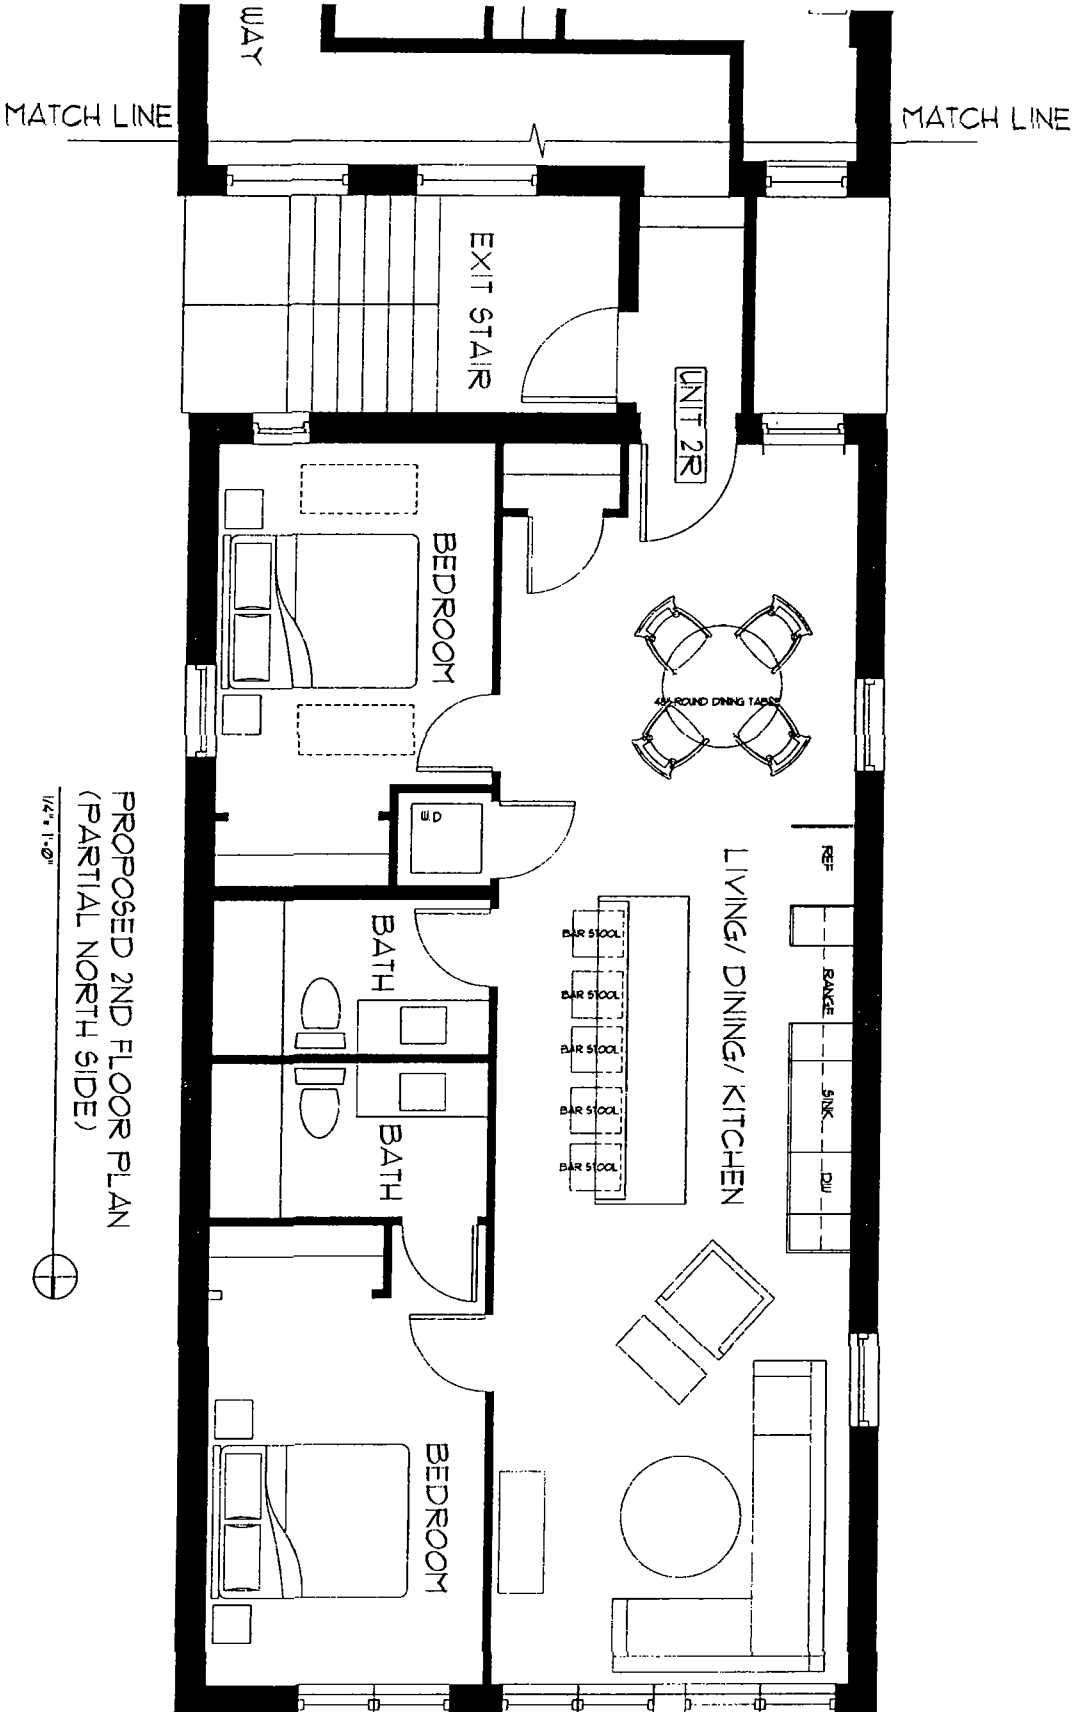 WAY
MATCH LINE
MATCH LINE
EXIT STAIR
UNIT 2R
BEDROOM
48" ROUND DINING TABLE
W.D
REF
RANGE
SINK
DW
LIVING/ DINING/ KITCHEN
BAR STOOL
BAR STOOL
BAR STOOL
BAR STOOL
BAR STOOL
BATH
BATH
BEDROOM
PROPOSED 2ND FLOOR PLAN
(PARTIAL NORTH SIDE)
1/4"= 1'-0"